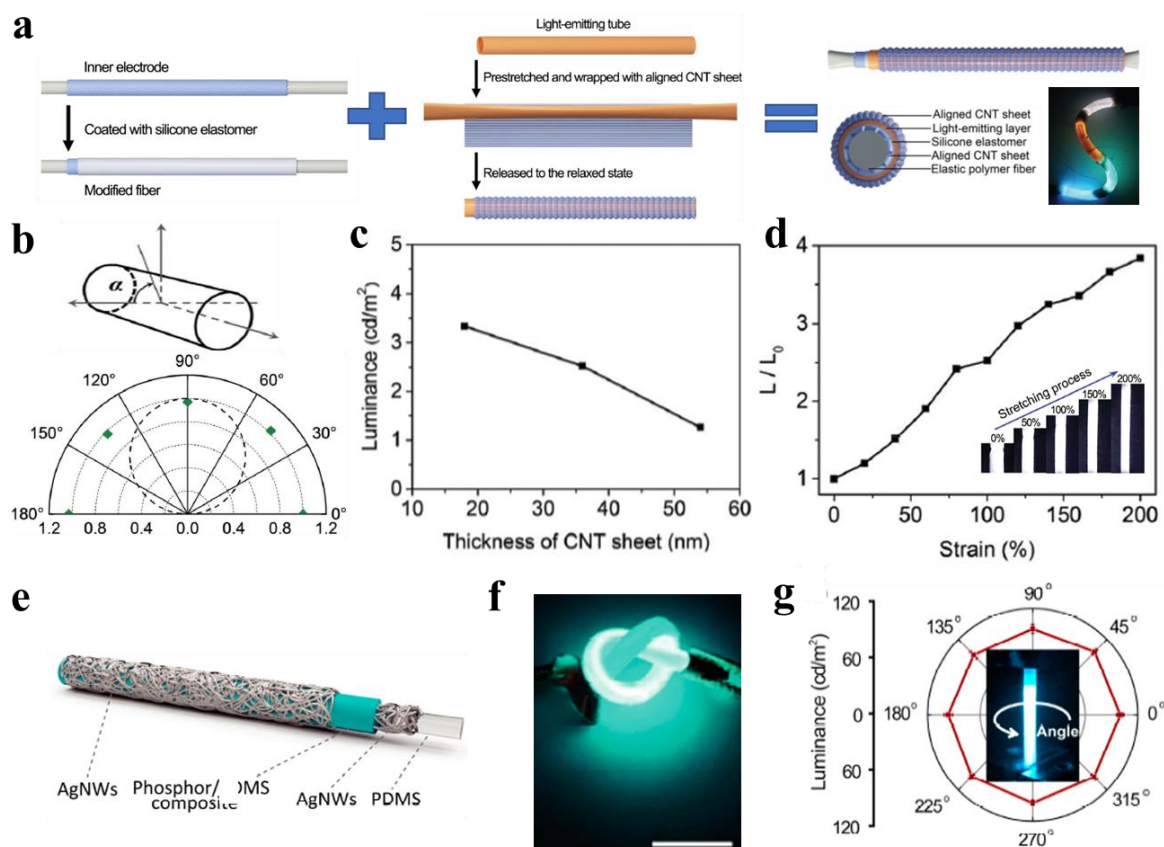 a
Inner electrode
Coated with silicone elastomer
Modified fiber
Light-emitting tube
Prestretched and wrapped with aligned CNT sheet
Released to the relaxed state
Aligned CNT sheet
Light-emitting layer
Silicone elastomer
Aligned CNT sheet
Elastic polymer fiber
b
α
90°
120°
60°
150°
30°
180°
0°
1.2 0.8 0.4 0.0 0.4 0.8 1.2
c
Luminance (cd/m²)
5
4
3
2
1
0
10 20 30 40 50 60
Thickness of CNT sheet (nm)
d
L / L₀
4
3
2
1
0 50 100 150 200
Strain (%)
Stretching process
0%
50%
100%
150%
200%
e
AgNWs
Phosphor/ DMS
composite
AgNWs
PDMS
f
g
Luminance (cd/m²)
120
60
0
60
120
90°
135°
45°
180°
0°
225°
315°
270°
Angle